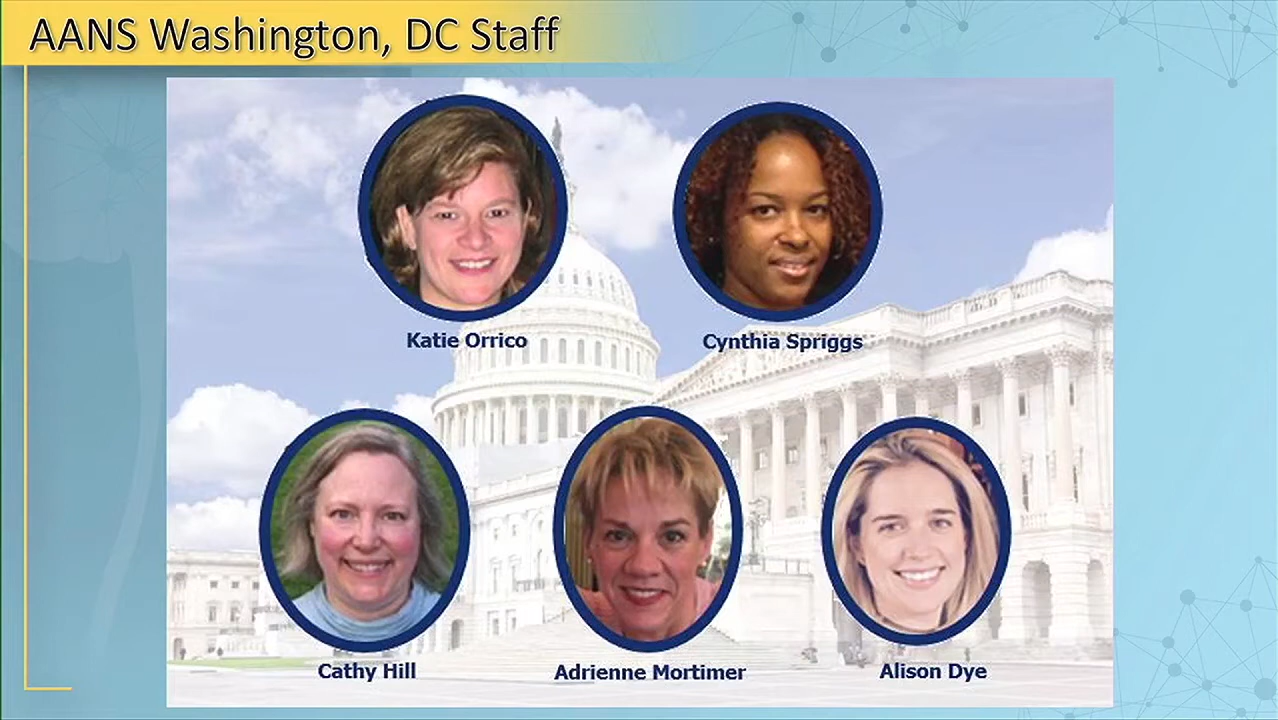 AANS Washington, DC Staff
Katie Orrico
Cynthia Spriggs
Cathy Hill
Adrienne Mortimer
Alison Dye